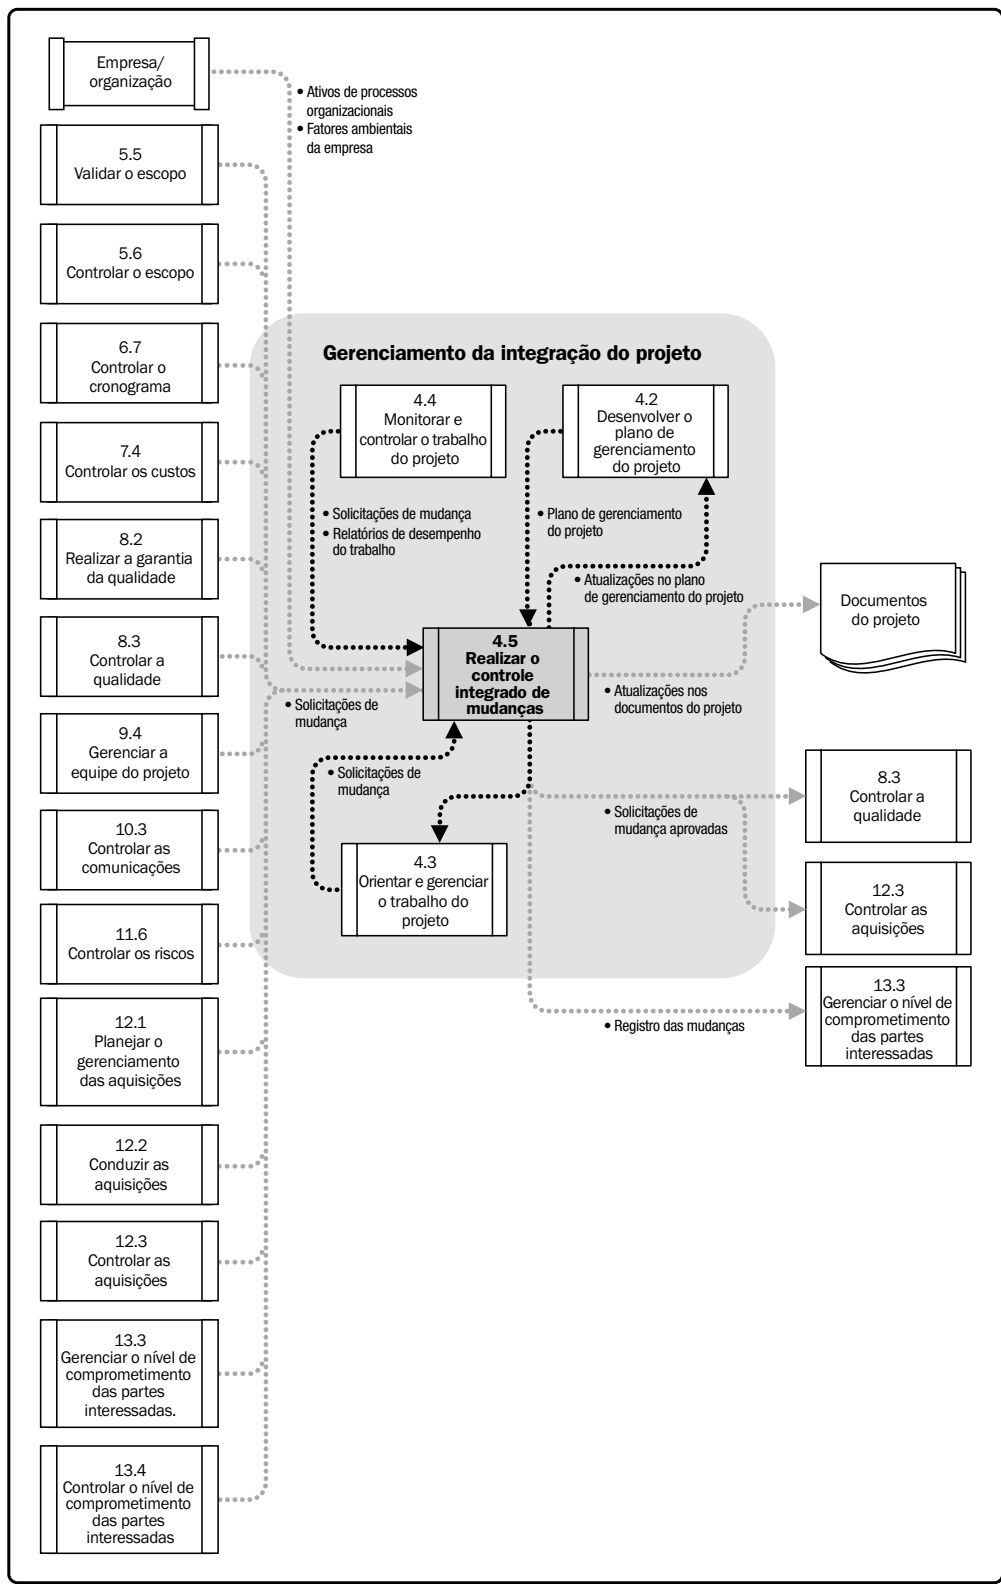 Empresa/
organização
• Ativos de processos
organizacionais
• Fatores ambientais
da empresa
5.5
Validar o escopo
5.6
Controlar o escopo
6.7
Controlar o
cronograma
7.4
Controlar os custos
8.2
Realizar a garantia
da qualidade
8.3
Controlar a
qualidade
9.4
Gerenciar a
equipe do projeto
10.3
Controlar as
comunicações
11.6
Controlar os riscos
12.1
Planejar o
gerenciamento
das aquisições
12.2
Conduzir as
aquisições
12.3
Controlar as
aquisições
13.3
Gerenciar o nível de
comprometimento
das partes
interessadas.
13.4
Controlar o nível de
comprometimento
das partes
interessadas
Gerenciamento da integração do projeto
4.4
Monitorar e
controlar o trabalho
do projeto
4.2
Desenvolver o
plano de
gerenciamento
do projeto
• Solicitações de mudança
• Relatórios de desempenho
do trabalho
• Plano de gerenciamento
do projeto
• Atualizações no plano
de gerenciamento do projeto
4.5
Realizar o
controle
integrado de
mudanças
• Solicitações de
mudança
• Atualizações nos
documentos do projeto
• Solicitações de
mudança
• Solicitações de
mudança aprovadas
4.3
Orientar e gerenciar
o trabalho do
projeto
• Registro das mudanças
Documentos
do projeto
8.3
Controlar a
qualidade
12.3
Controlar as
aquisições
13.3
Gerenciar o nível de
comprometimento
das partes
interessadas